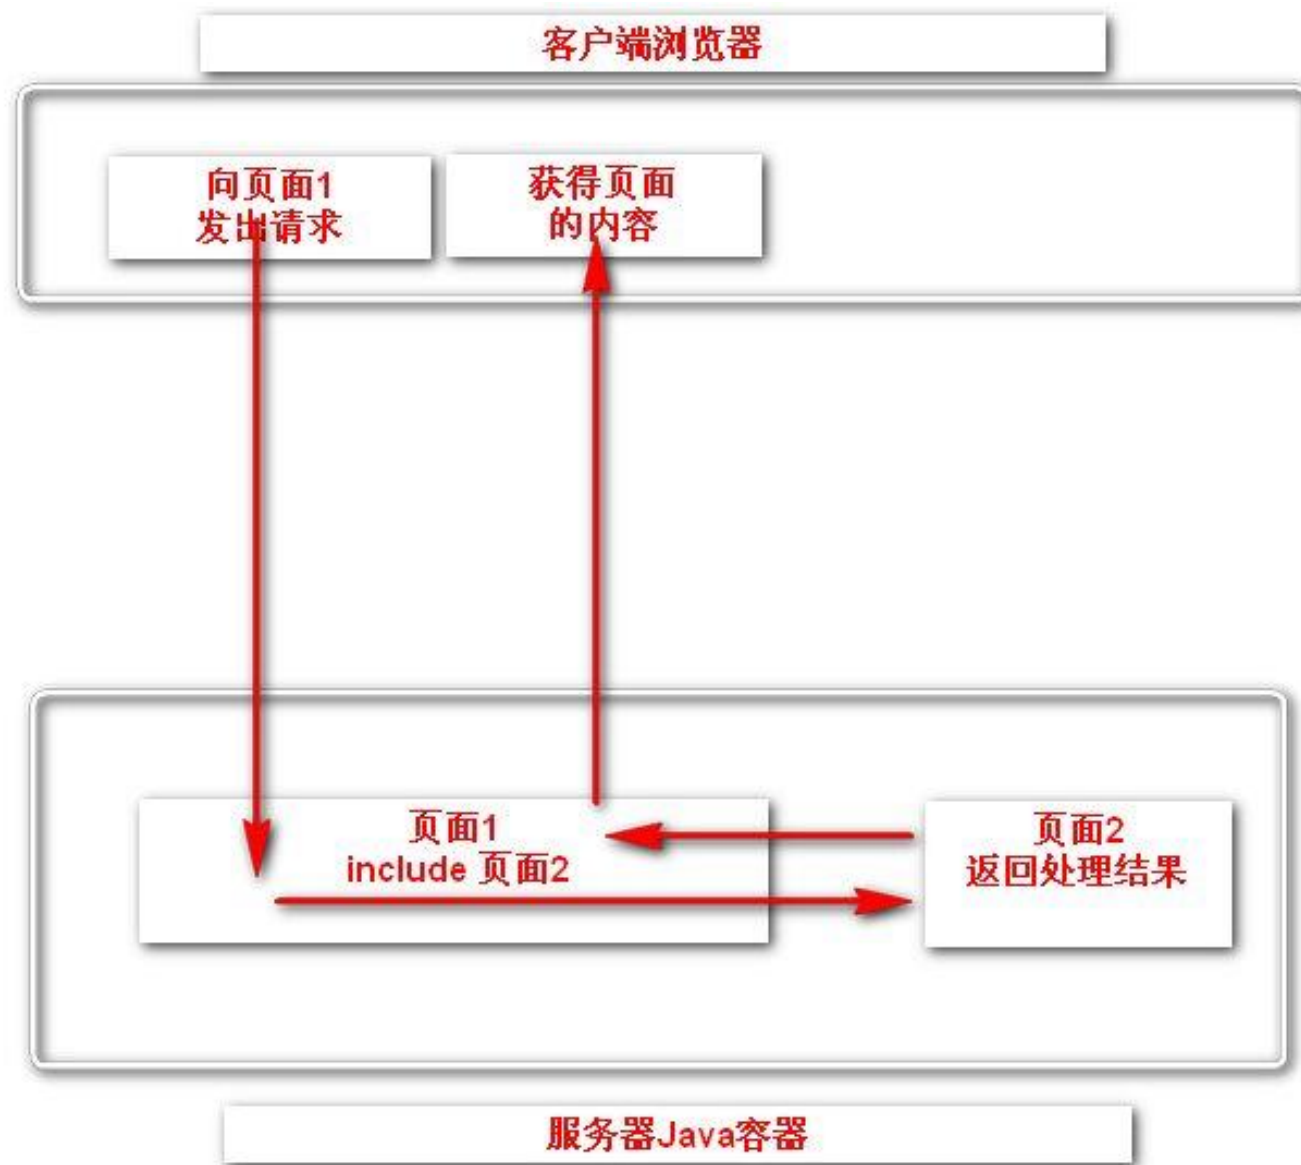 客户端浏览器
向页面1
发出请求
获得页面
的内容
页面1
include 页面2
页面2
返回处理结果
服务器Java容器